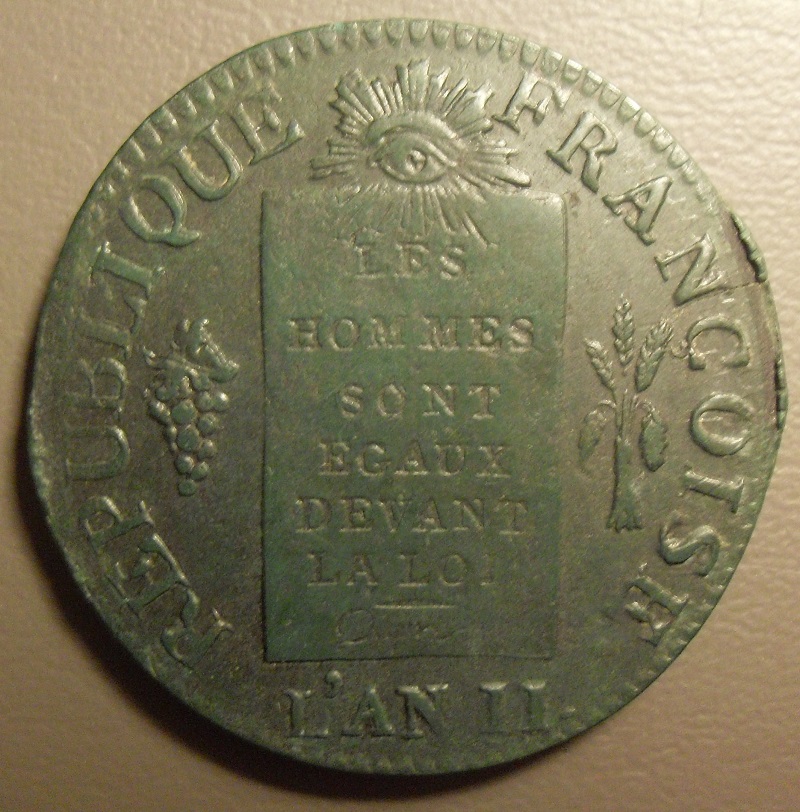 REPUBLIQUE FRANÇOISE
LES
HOMMES
SONT
EGAUX
DEVANT
LA LOI
L'AN II